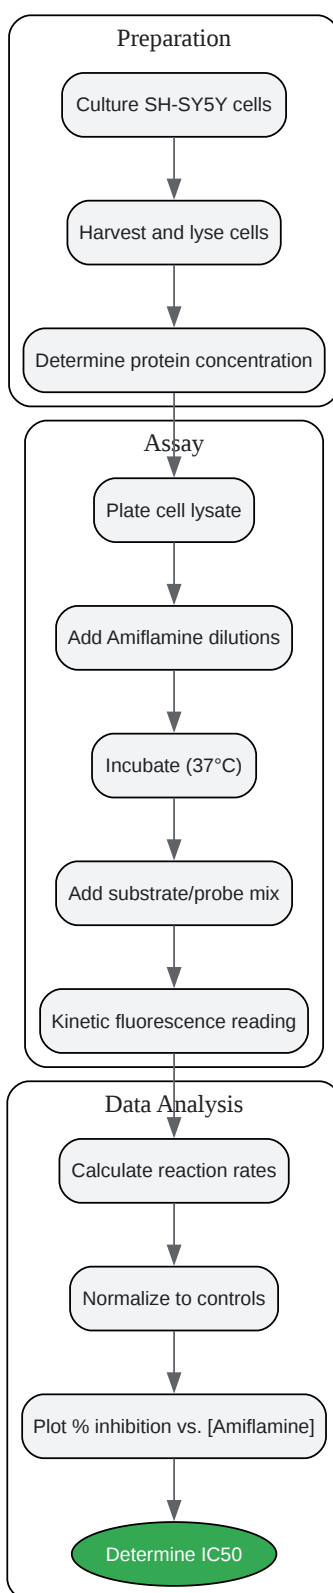 Preparation
Culture SH-SY5Y cells
Harvest and lyse cells
Determine protein concentration
Assay
Plate cell lysate
Add Amiflamine dilutions
Incubate (37°C)
Add substrate/probe mix
Kinetic fluorescence reading
Data Analysis
Calculate reaction rates
Normalize to controls
Plot % inhibition vs. [Amiflamine]
Determine IC50